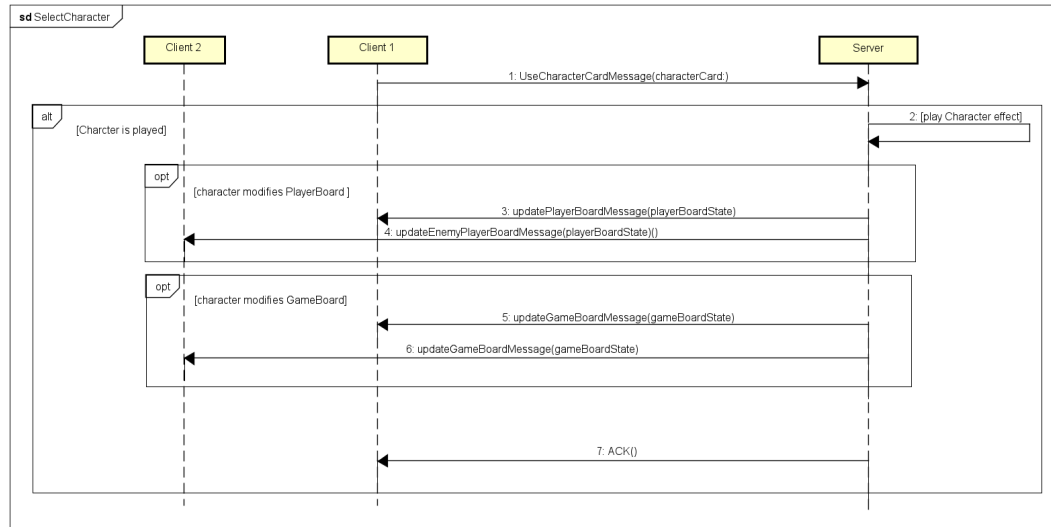 sd SelectCharacter
Client 2
Client 1
Server
1: UseCharacterCardMessage(characterCard:)
alt
[Charcter is played]
2: [play Character effect]
opt
[character modifies PlayerBoard ]
3: updatePlayerBoardMessage(playerBoardState)
4: updateEnemyPlayerBoardMessage(playerBoardState)()
opt
[character modifies GameBoard]
5: updateGameBoardMessage(gameBoardState)
6: updateGameBoardMessage(gameBoardState)
7: ACK()